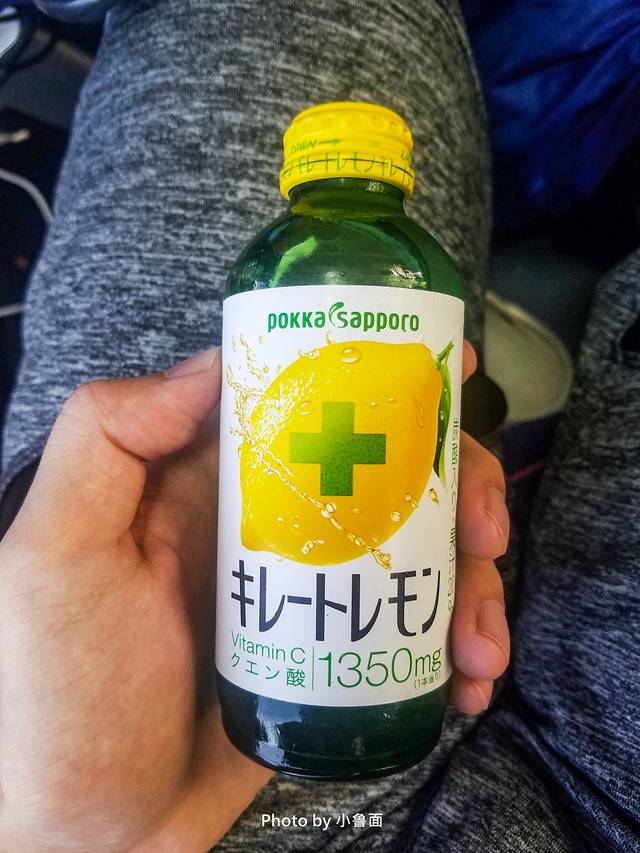 pokka sapporo
キレートレモン
Vitamin C
クエン酸
1350mg
(1本当り)
Photo by 小鲁面